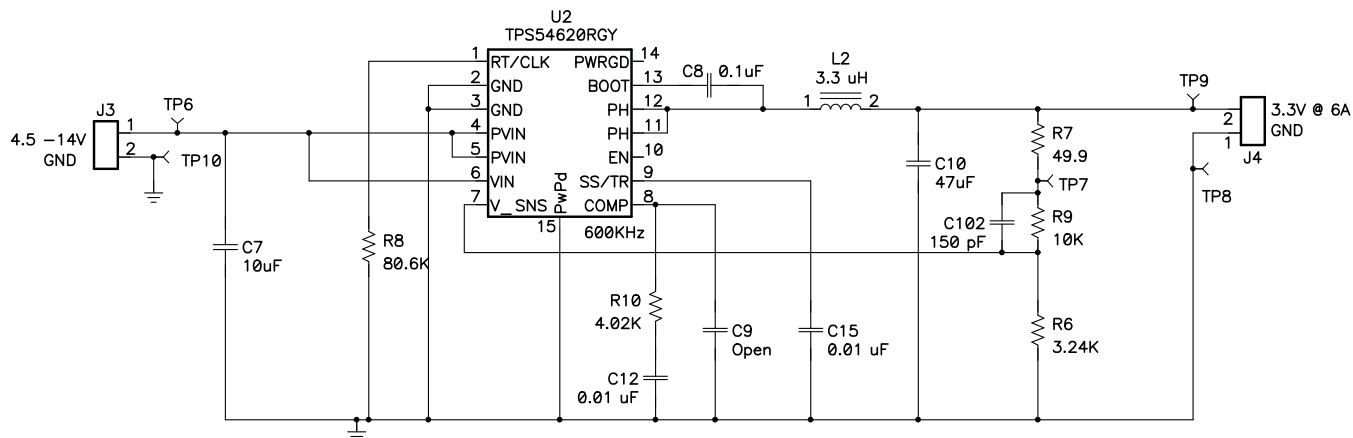 U2
TPS54620RGY
1 RT/CLK PWRGD 14
2 GND BOOT 13
3 GND PH 12
4 PVIN PH 11
5 PVIN EN 10
6 VIN SS/TR 9
7 V_SNS COMP 8
PwPd
15
600KHz
J3
1
2
4.5 -14V
GND
TP6
TP10
C7
10uF
R8
80.6K
C8 0.1uF
L2
3.3 uH
1 2
R10
4.02K
C12
0.01 uF
C9
Open
C15
0.01 uF
C10
47uF
C102
150 pF
R7
49.9
TP7
R9
10K
R6
3.24K
TP9
TP8
2
1
J4
3.3V @ 6A
GND